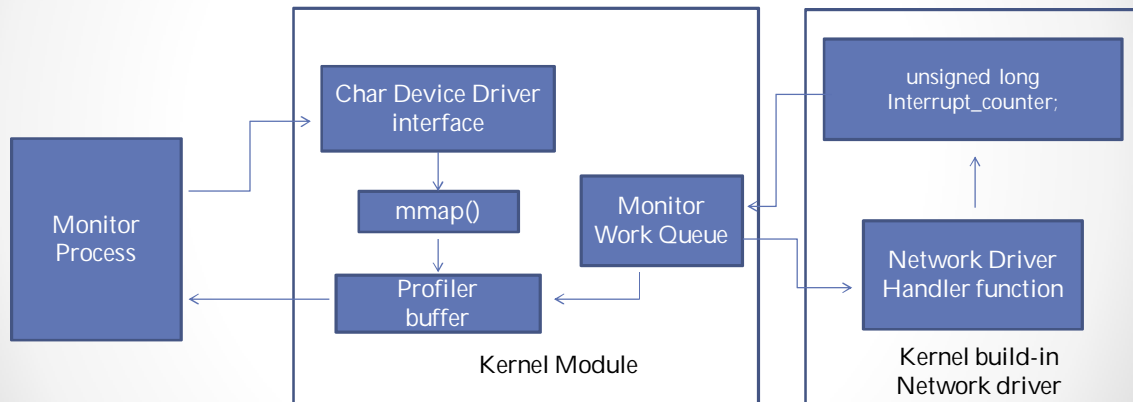 Char Device Driver
interface
mmap()
Profiler
buffer
Monitor
Process
Monitor
Work Queue
Kernel Module
unsigned long
Interrupt_counter;
Network Driver
Handler function
Kernel build-in
Network driver